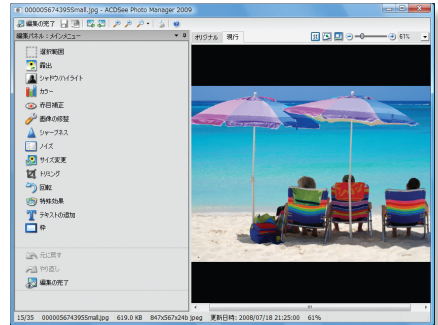 0000056743955mall.jpg - ACDSee Photo Manager 2009
編集の完了
編集パネル: メインメニュー
オリジナル 現行
61%
選択範囲
露出
シャドウ/ハイライト
カラー
赤目補正
画像の修整
シャープネス
ノイズ
サイズ変更
トリミング
回転
特殊効果
テキストの追加
枠
元に戻す
やり直し
編集の完了
15/35 0000056743955mall.jpg 619.0 KB 847x567x24b jpeg 更新日時: 2008/07/18 21:25:00 61%